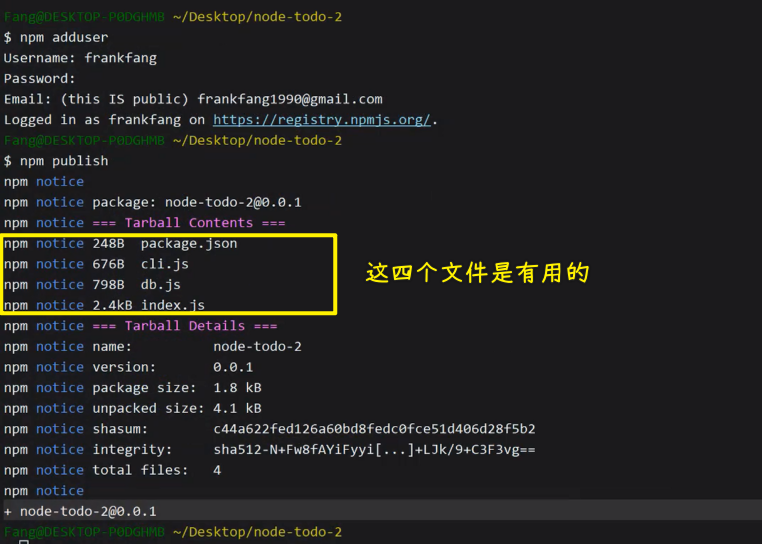 Fang@DESKTOP-P0DGHMB ~/Desktop/node-todo-2
$ npm adduser
Username: frankfang
Password:
Email: (this IS public) frankfang1990@gmail.com
Logged in as frankfang on https://registry.npmjs.org/.
Fang@DESKTOP-P0DGHMB ~/Desktop/node-todo-2
$ npm publish
npm notice
npm notice package: node-todo-2@0.0.1
npm notice === Tarball Contents ===
npm notice 248B  package.json
npm notice 676B  cli.js
npm notice 798B  db.js
npm notice 2.4kB index.js
这四个文件是有用的
npm notice === Tarball Details ===
npm notice name:          node-todo-2
npm notice version:       0.0.1
npm notice package size:  1.8 kB
npm notice unpacked size: 4.1 kB
npm notice shasum:        c44a622fed126a60bd8fedc0fce51d406d28f5b2
npm notice integrity:     sha512-N+Fw8fAYiFyyi[...]+LJk/9+C3F3vg==
npm notice total files:   4
npm notice
+ node-todo-2@0.0.1
Fang@DESKTOP-P0DGHMB ~/Desktop/node-todo-2